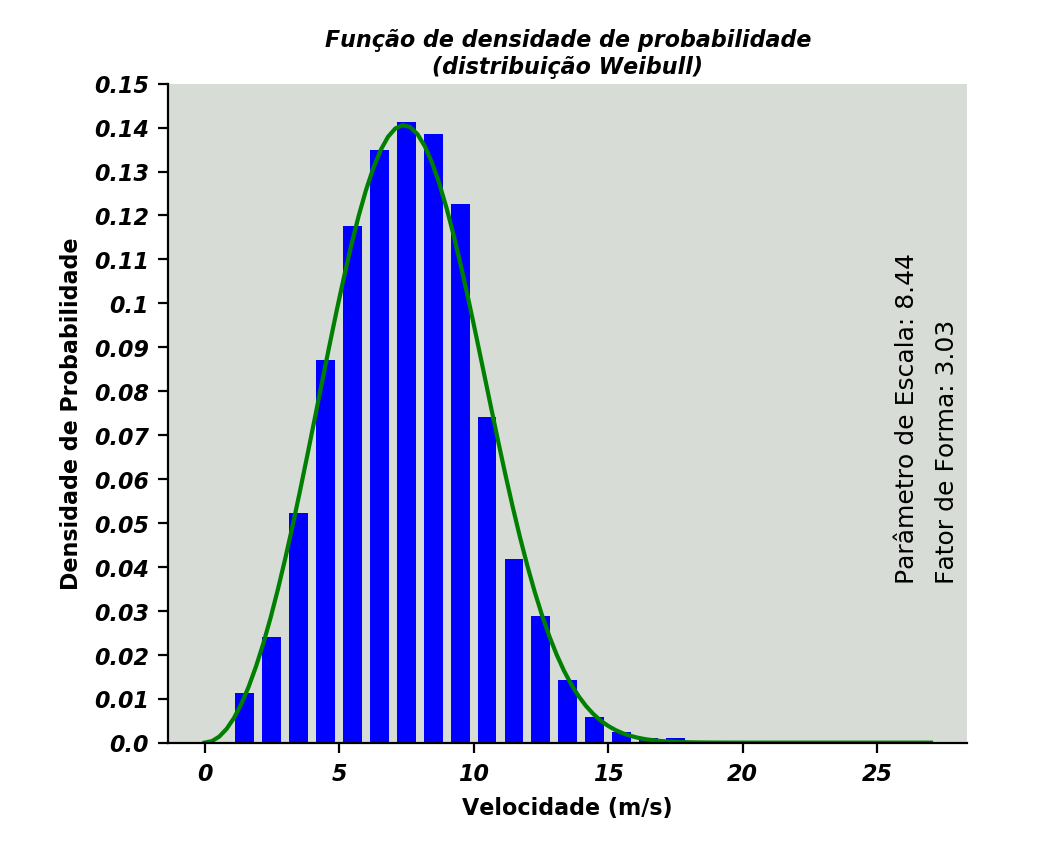 Função de densidade de probabilidade
(distribuição Weibull)
Densidade de Probabilidade
0.15
0.14
0.13
0.12
0.11
0.1
0.09
0.08
0.07
0.06
0.05
0.04
0.03
0.02
0.01
0.0
Parâmetro de Escala: 8.44
Fator de Forma: 3.03
0 5 10 15 20 25
Velocidade (m/s)